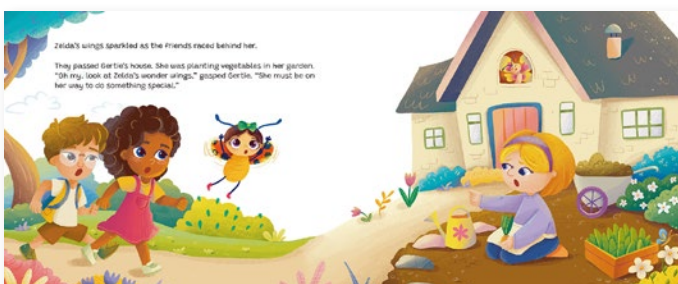 Zelda's wings sparkled as the friends raced behind her.
They passed Gertie's house. She was planting vegetables in her garden.
"Oh my, look at Zelda's wonder wings," gasped Gertie. "She must be on
her way to do something special."